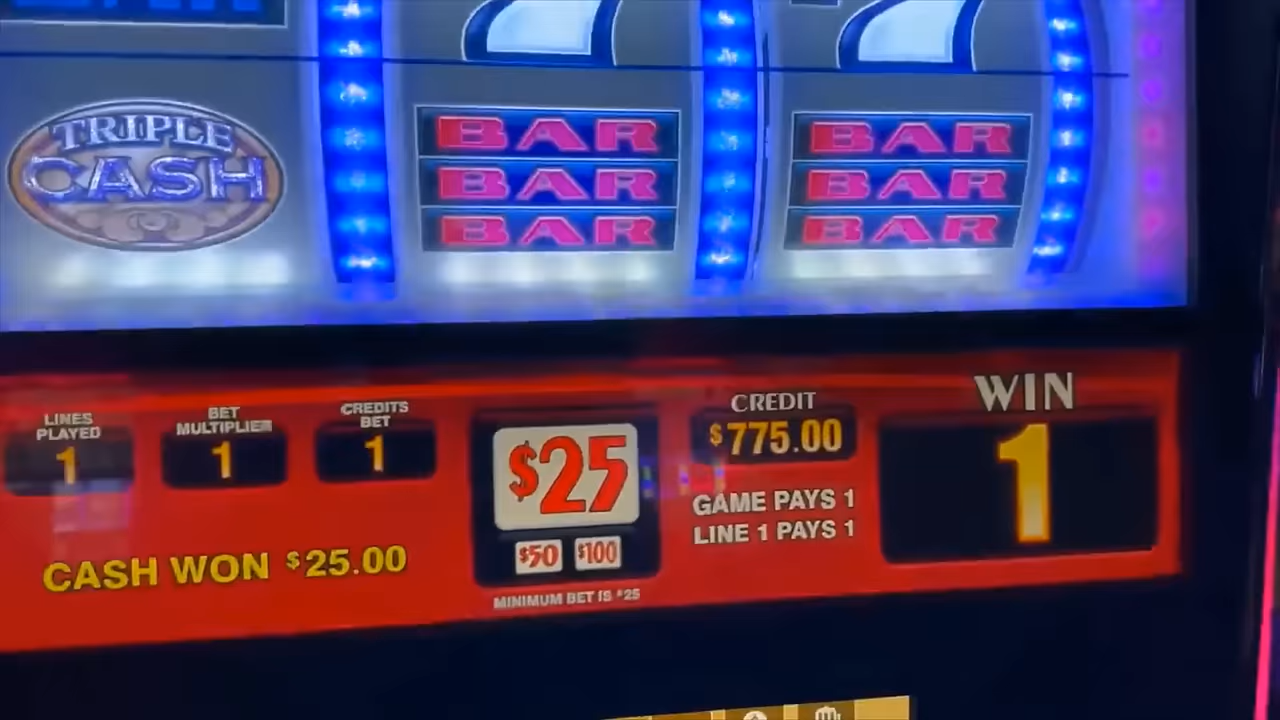 TRIPLE
CASH
BAR
BAR
BAR
BAR
BAR
BAR
LINES
PLAYED
1
BET
MULTIPLIER
1
CREDITS
BET
1
$25
$50 $100
MINIMUM BET IS $25
CREDIT
$775.00
GAME PAYS 1
LINE 1 PAYS 1
WIN
1
CASH WON $25.00